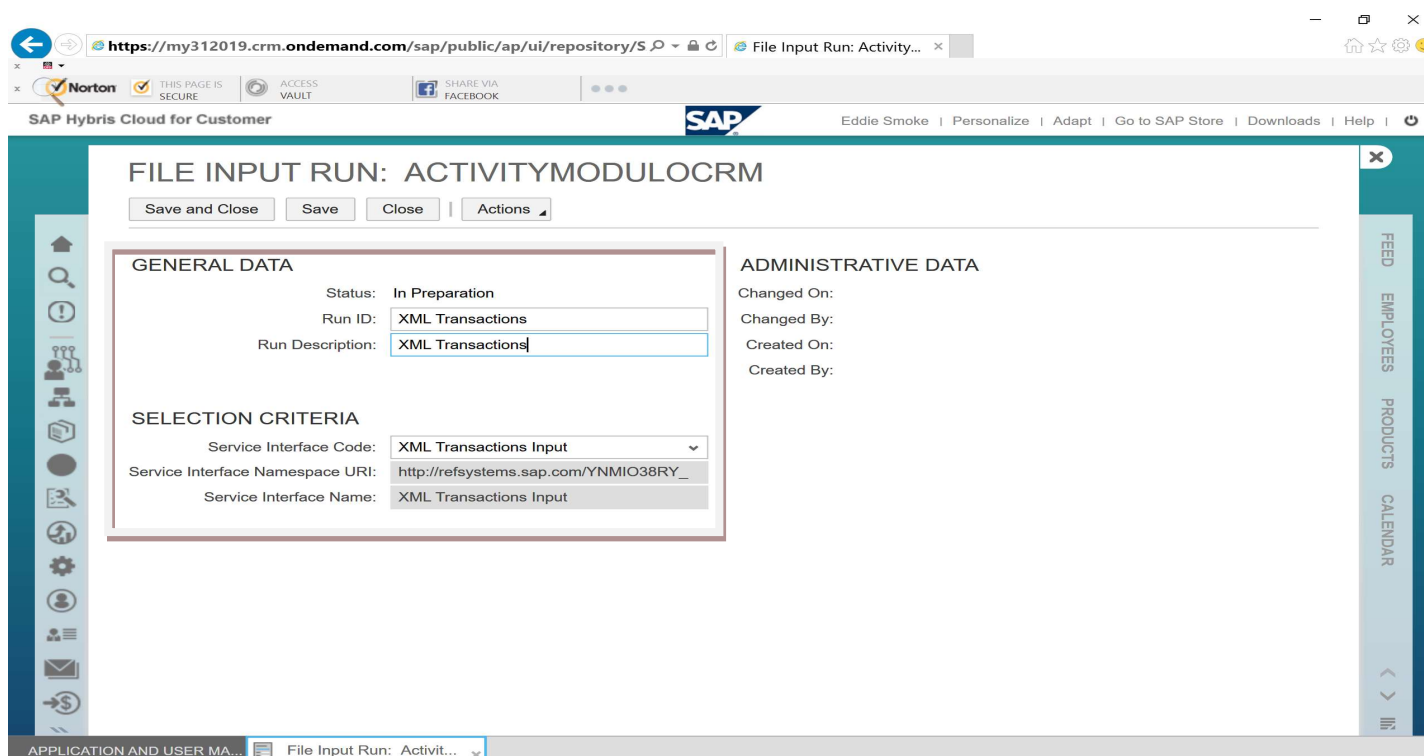 https://my312019.crm.ondemand.com/sap/public/ap/ui/repository/S
File Input Run: Activity...
Norton
THIS PAGE IS SECURE
ACCESS VAULT
SHARE VIA FACEBOOK
SAP Hybris Cloud for Customer
SAP
Eddie Smoke | Personalize | Adapt | Go to SAP Store | Downloads | Help |
FILE INPUT RUN: ACTIVITYMODULOCRM
Save and Close Save Close | Actions
GENERAL DATA
Status: In Preparation
Run ID: XML Transactions
Run Description: XML Transactions
SELECTION CRITERIA
Service Interface Code: XML Transactions Input
Service Interface Namespace URI: http://refsystems.sap.com/YNMIO38RY_
Service Interface Name: XML Transactions Input
ADMINISTRATIVE DATA
Changed On:
Changed By:
Created On:
Created By:
FEED
EMPLOYEES
PRODUCTS
CALENDAR
APPLICATION AND USER MA...
File Input Run: Activit...